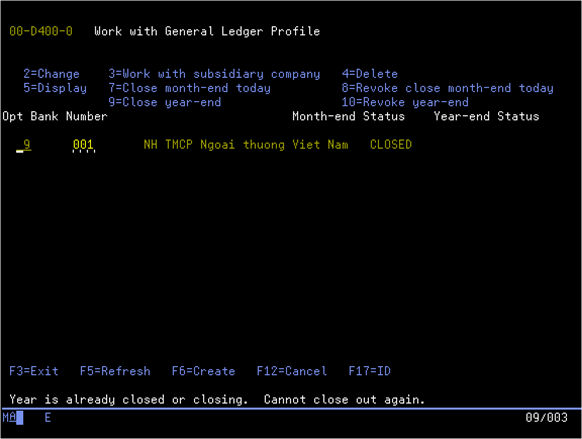 00-D400-0 Work with General Ledger Profile
2=Change 3=Work with subsidiary company 4=Delete
5=Display 7=Close month-end today 8=Revoke close month-end today
9=Close year-end 10=Revoke year-end
Opt Bank Number Month-end Status Year-end Status
_9 001 NH TMCP Ngoai thuong Viet Nam CLOSED
F3=Exit F5=Refresh F6=Create F12=Cancel F17=ID
Year is already closed or closing. Cannot close out again.
MA E 09/003